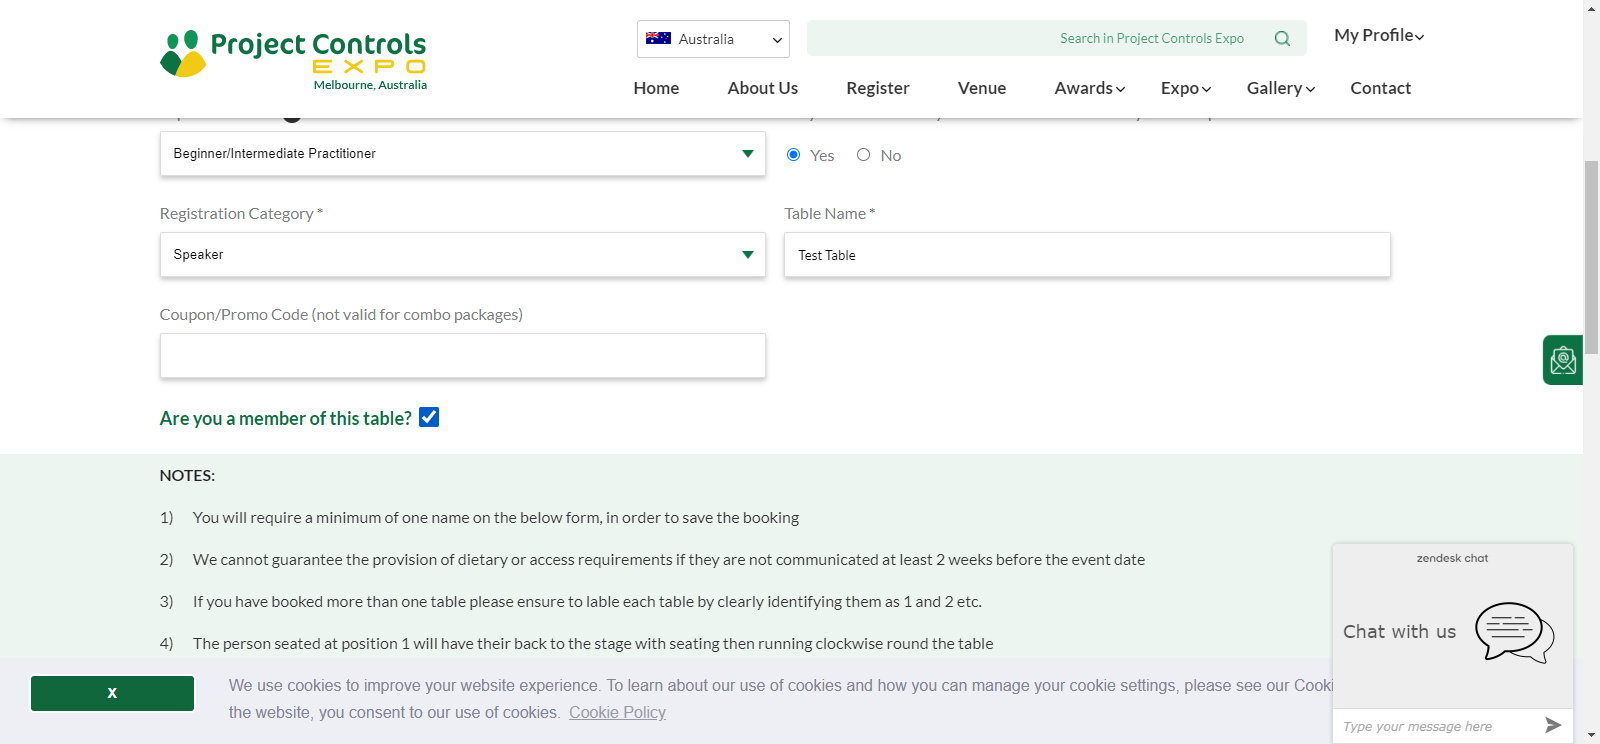 Project Controls
EXPO
Melbourne, Australia
Australia
Search in Project Controls Expo
My Profile
Home
About Us
Register
Venue
Awards
Expo
Gallery
Contact
Beginner/Intermediate Practitioner
Yes
No
Registration Category *
Table Name *
Speaker
Test Table
Coupon/Promo Code (not valid for combo packages)
Are you a member of this table?
NOTES:
1) You will require a minimum of one name on the below form, in order to save the booking
2) We cannot guarantee the provision of dietary or access requirements if they are not communicated at least 2 weeks before the event date
3) If you have booked more than one table please ensure to lable each table by clearly identifying them as 1 and 2 etc.
4) The person seated at position 1 will have their back to the stage with seating then running clockwise round the table
zendesk chat
Chat with us
Type your message here
X
We use cookies to improve your website experience. To learn about our use of cookies and how you can manage your cookie settings, please see our Cooki
the website, you consent to our use of cookies. Cookie Policy